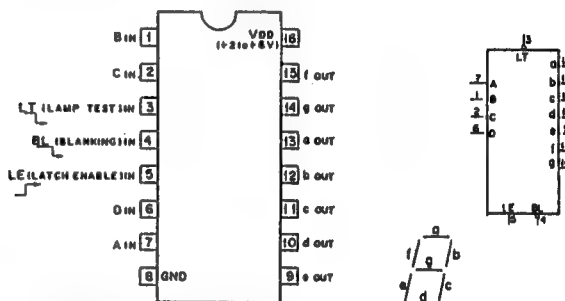 B IN 1
C IN 2
LT (LAMP TEST) IN 3
BL (BLANKING) IN 4
LE (LATCH ENABLE) IN 5
D IN 6
A IN 7
8 GND
VDD 16
(+2 to +6V)
15 f OUT
14 g OUT
13 a OUT
12 b OUT
11 c OUT
10 d OUT
9 e OUT
3
LT
7 A
1 B
2 C
6 D
a
b
c
d
e
f
g
LE BL
5 4
a
f b
g
e c
d